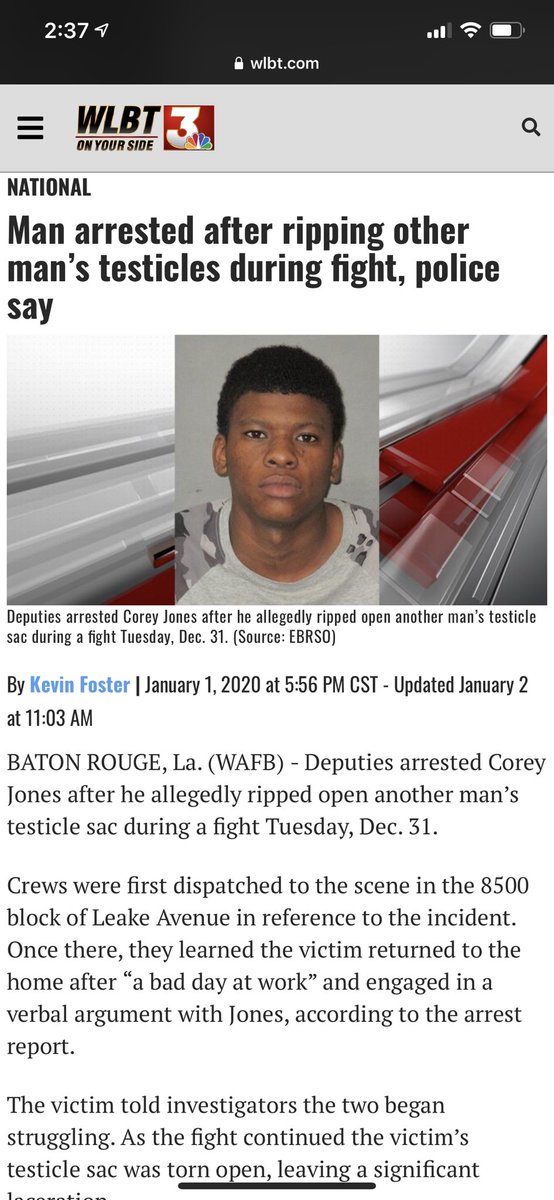 2:37
wlbt.com
WLBT 3
ON YOUR SIDE
NATIONAL
Man arrested after ripping other
man’s testicles during fight, police
say
Deputies arrested Corey Jones after he allegedly ripped open another man’s testicle
sac during a fight Tuesday, Dec. 31. (Source: EBRSO)
By Kevin Foster | January 1, 2020 at 5:56 PM CST - Updated January 2
at 11:03 AM
BATON ROUGE, La. (WAFB) - Deputies arrested Corey
Jones after he allegedly ripped open another man’s
testicle sac during a fight Tuesday, Dec. 31.
Crews were first dispatched to the scene in the 8500
block of Leake Avenue in reference to the incident.
Once there, they learned the victim returned to the
home after “a bad day at work” and engaged in a
verbal argument with Jones, according to the arrest
report.
The victim told investigators the two began
struggling. As the fight continued the victim’s
testicle sac was torn open, leaving a significant
laceration.